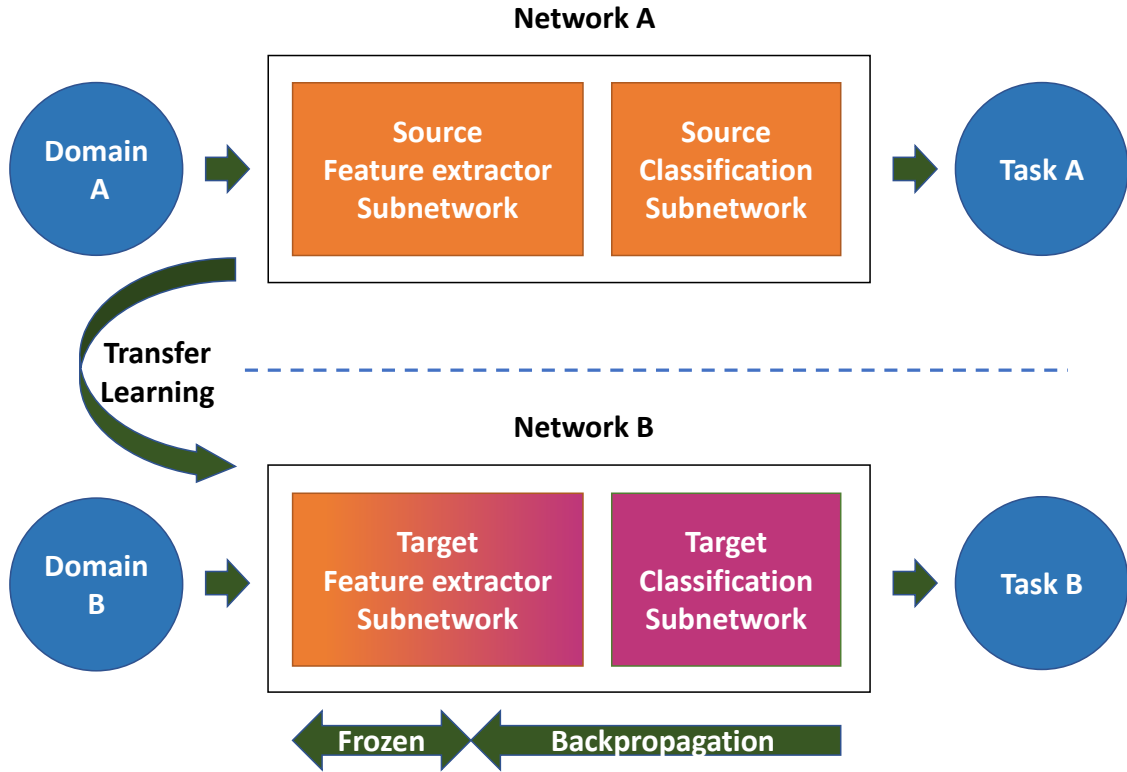 Network A
Domain
A
Source
Feature extractor
Subnetwork
Source
Classification
Subnetwork
Task A
Transfer
Learning
Network B
Domain
B
Target
Feature extractor
Subnetwork
Target
Classification
Subnetwork
Task B
Frozen
Backpropagation